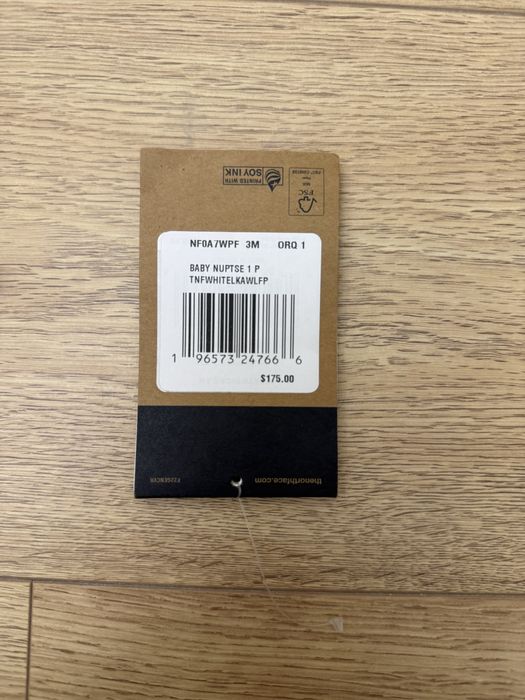 PRINTED WITH
SOY INK
FSC
MIX
NF0A7WPF 3M ORQ 1
BABY NUPTSE 1 P
TNFWHITELKAWLFP
1 96573 24766 6
$175.00
thenorthface.com